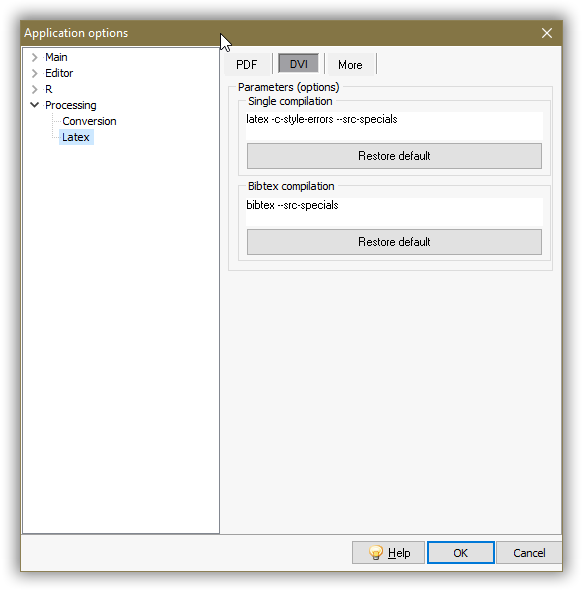 Application options
Main
Editor
R
Processing
Conversion
Latex
PDF
DVI
More
Parameters (options)
Single compilation
latex -c-style-errors --src-specials
Restore default
Bibtex compilation
bibtex --src-specials
Restore default
Help
OK
Cancel